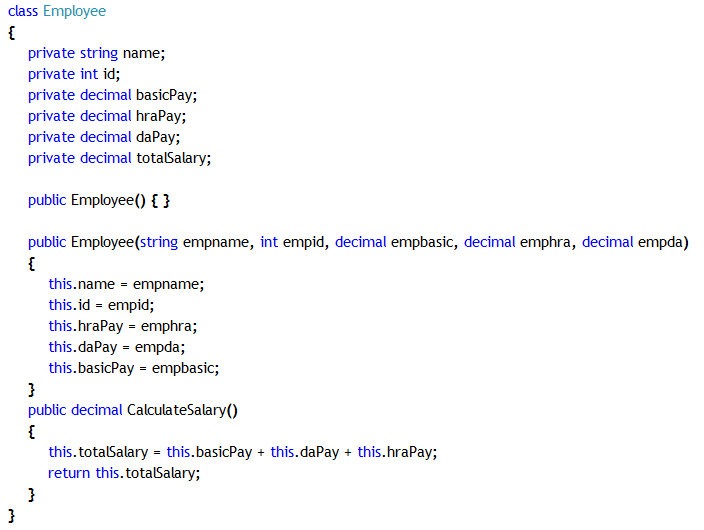 class Employee
{
private string name;
private int id;
private decimal basicPay;
private decimal hraPay;
private decimal daPay;
private decimal totalSalary;
public Employee() { }
public Employee(string empname, int empid, decimal empbasic, decimal emphra, decimal empda)
{
this.name = empname;
this.id = empid;
this.hraPay = emphra;
this.daPay = empda;
this.basicPay = empbasic;
}
public decimal CalculateSalary()
{
this.totalSalary = this.basicPay + this.daPay + this.hraPay;
return this.totalSalary;
}
}